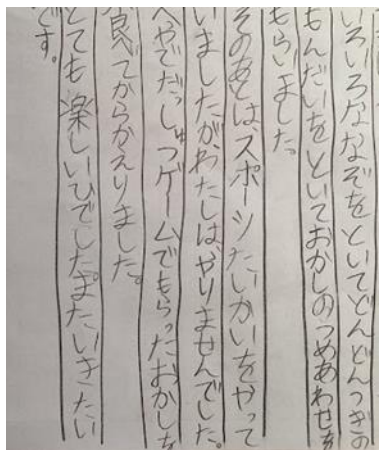 いろいろななぞをといてどんどんつぎの
もんだいをといておかしのつめあわせを
もらいました。
そのあとは、スポーツたいかいをやって
いましたがわたしは、やりませんでした。
へやでだっしゅつゲームでもらったおかしを
食べてからかえりました。
とても楽しいひでした。またいきたい
です。